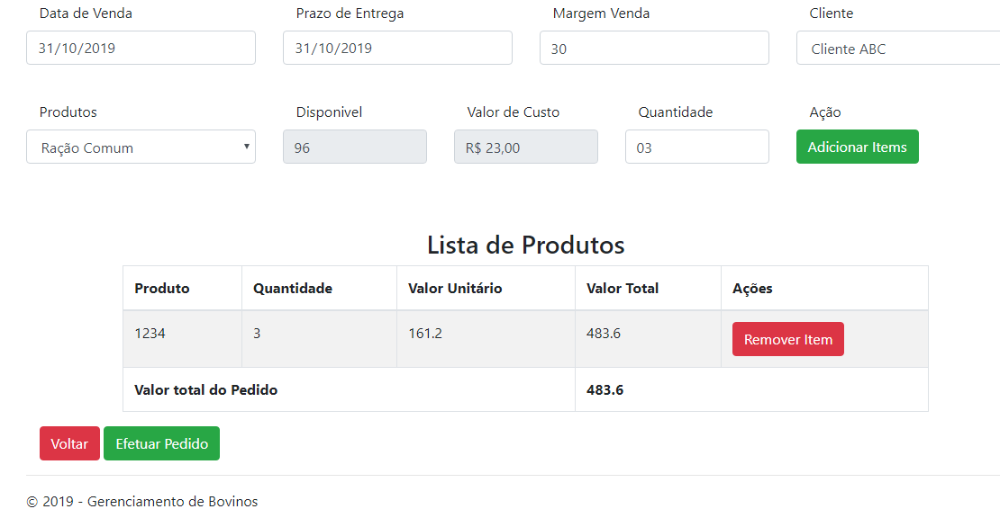 Data de Venda Prazo de Entrega Margem Venda Cliente
31/10/2019 31/10/2019 30 Cliente ABC
Produtos Disponivel Valor de Custo Quantidade Ação
Ração Comum 96 R$ 23,00 03 Adicionar Items
Lista de Produtos
Produto Quantidade Valor Unitário Valor Total Ações
1234 3 161.2 483.6 Remover Item
Valor total do Pedido 483.6
Voltar Efetuar Pedido
© 2019 - Gerenciamento de Bovinos